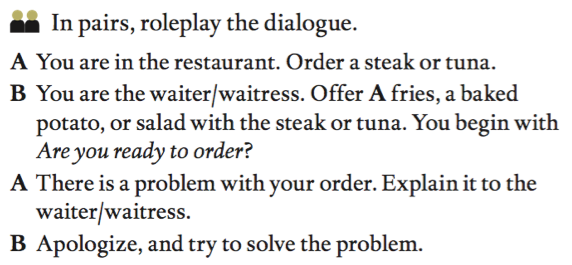 In pairs, roleplay the dialogue.
A You are in the restaurant. Order a steak or tuna.
B You are the waiter/waitress. Offer A fries, a baked
potato, or salad with the steak or tuna. You begin with
Are you ready to order?
A There is a problem with your order. Explain it to the
waiter/waitress.
B Apologize, and try to solve the problem.